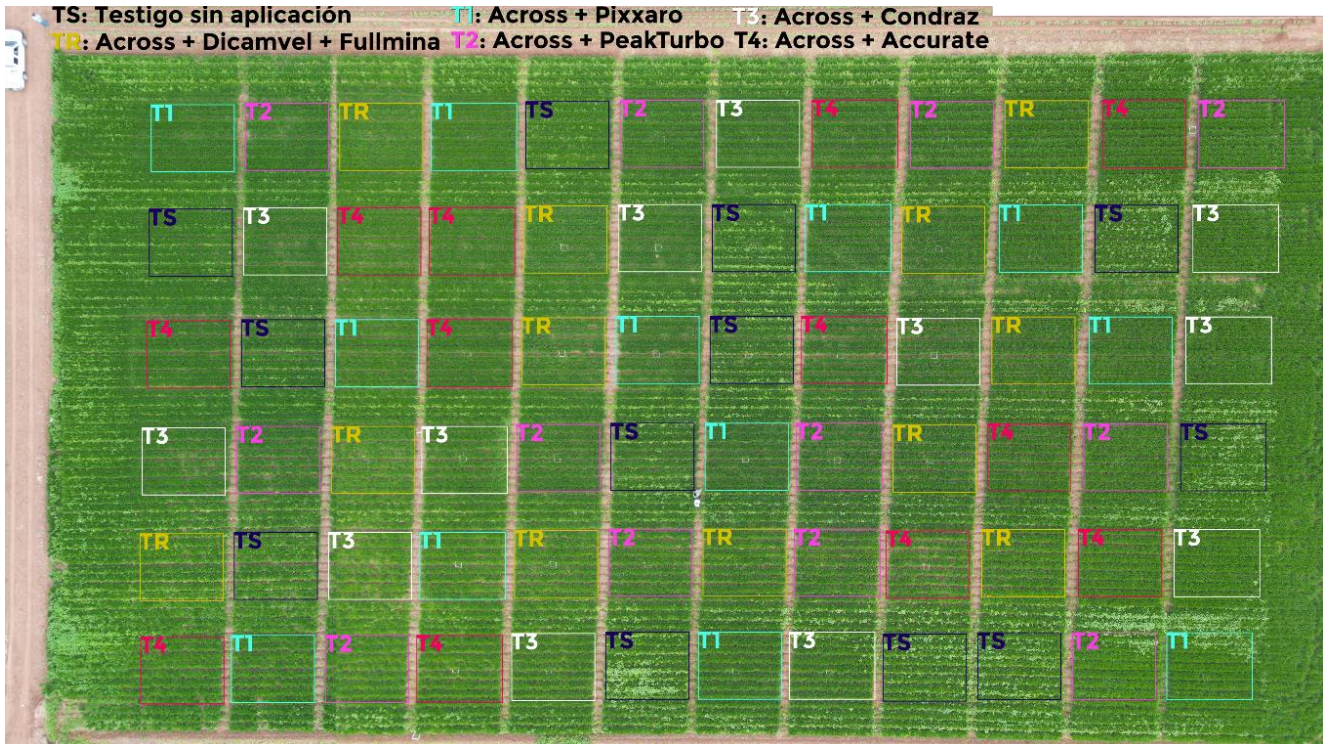 TS: Testigo sin aplicación T1: Across + Pixxaro T3: Across + Condraz
TR: Across + Dicamvel + Fullmina T2: Across + PeakTurbo T4: Across + Accurate
T1 T2 TR T1 TS T2 T3 T4 T2 TR T4 T2
TS T3 T4 T4 TR T3 TS T1 TR T1 TS T3
T4 TS T1 T4 TR T1 TS T4 T3 TR T1 T3
T3 T2 TR T3 T2 TS T1 T2 TR T4 T2 TS
TR TS T3 T1 TR T2 TR T2 T4 TR T4 T3
T4 T1 T2 T4 T3 TS T1 T3 TS TS T2 T1